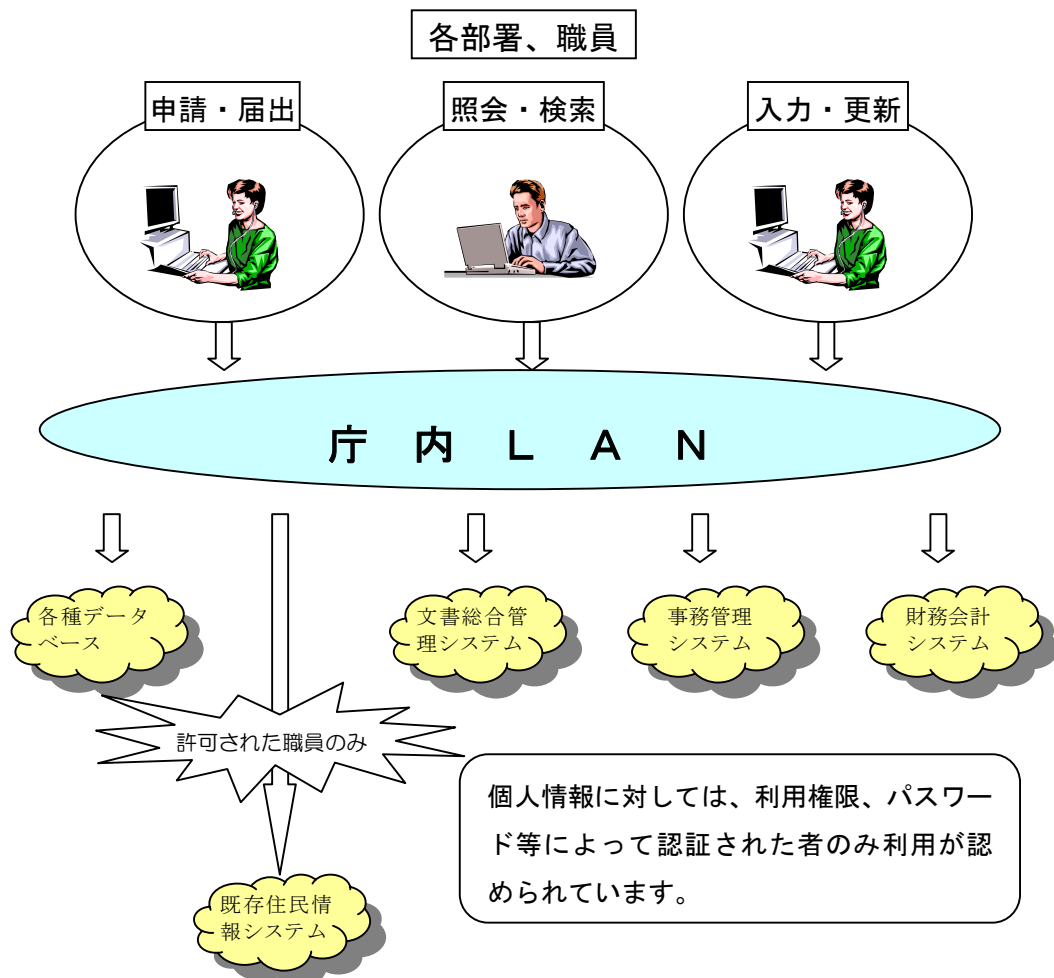 各部署、職員
申請・届出
照会・検索
入力・更新
庁内ＬＡＮ
各種データ
ベース
文書総合管
理システム
事務管理
システム
財務会計
システム
許可された職員のみ
個人情報に対しては、利用権限、パスワー
ド等によって認証された者のみ利用が認
められています。
既存住民情
報システム